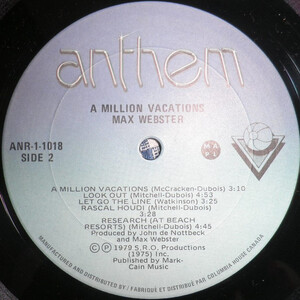 anthem
A MILLION VACATIONS
MAX WEBSTER
ANR-1-1018
SIDE 2
MAPL
A MILLION VACATIONS (McCracken-Dubois) 3:10
LOOK OUT (Mitchell-Dubois) 4:53
LET GO THE LINE (Watkinson) 3:25
RASCAL HOUDI (Mitchell-Dubois)
3:28
RESEARCH (AT BEACH
RESORTS) (Mitchell-Dubois) 4:45
Produced by John de Nottbeck
and Max Webster
© ℗ 1979 S.R.O. Productions
(1975) Inc.
Published by Mark-
Cain Music
MANUFACTURED AND DISTRIBUTED BY / FABRIQUÉ ET DISTRIBUÉ PAR COLUMBIA HOUSE CANADA